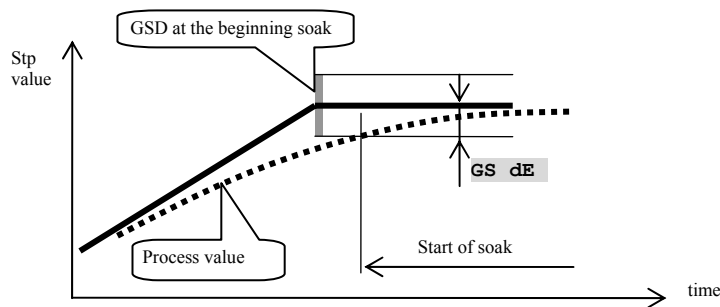 GSD at the beginning soak
Stp
value
GS dE
Process value
Start of soak
time